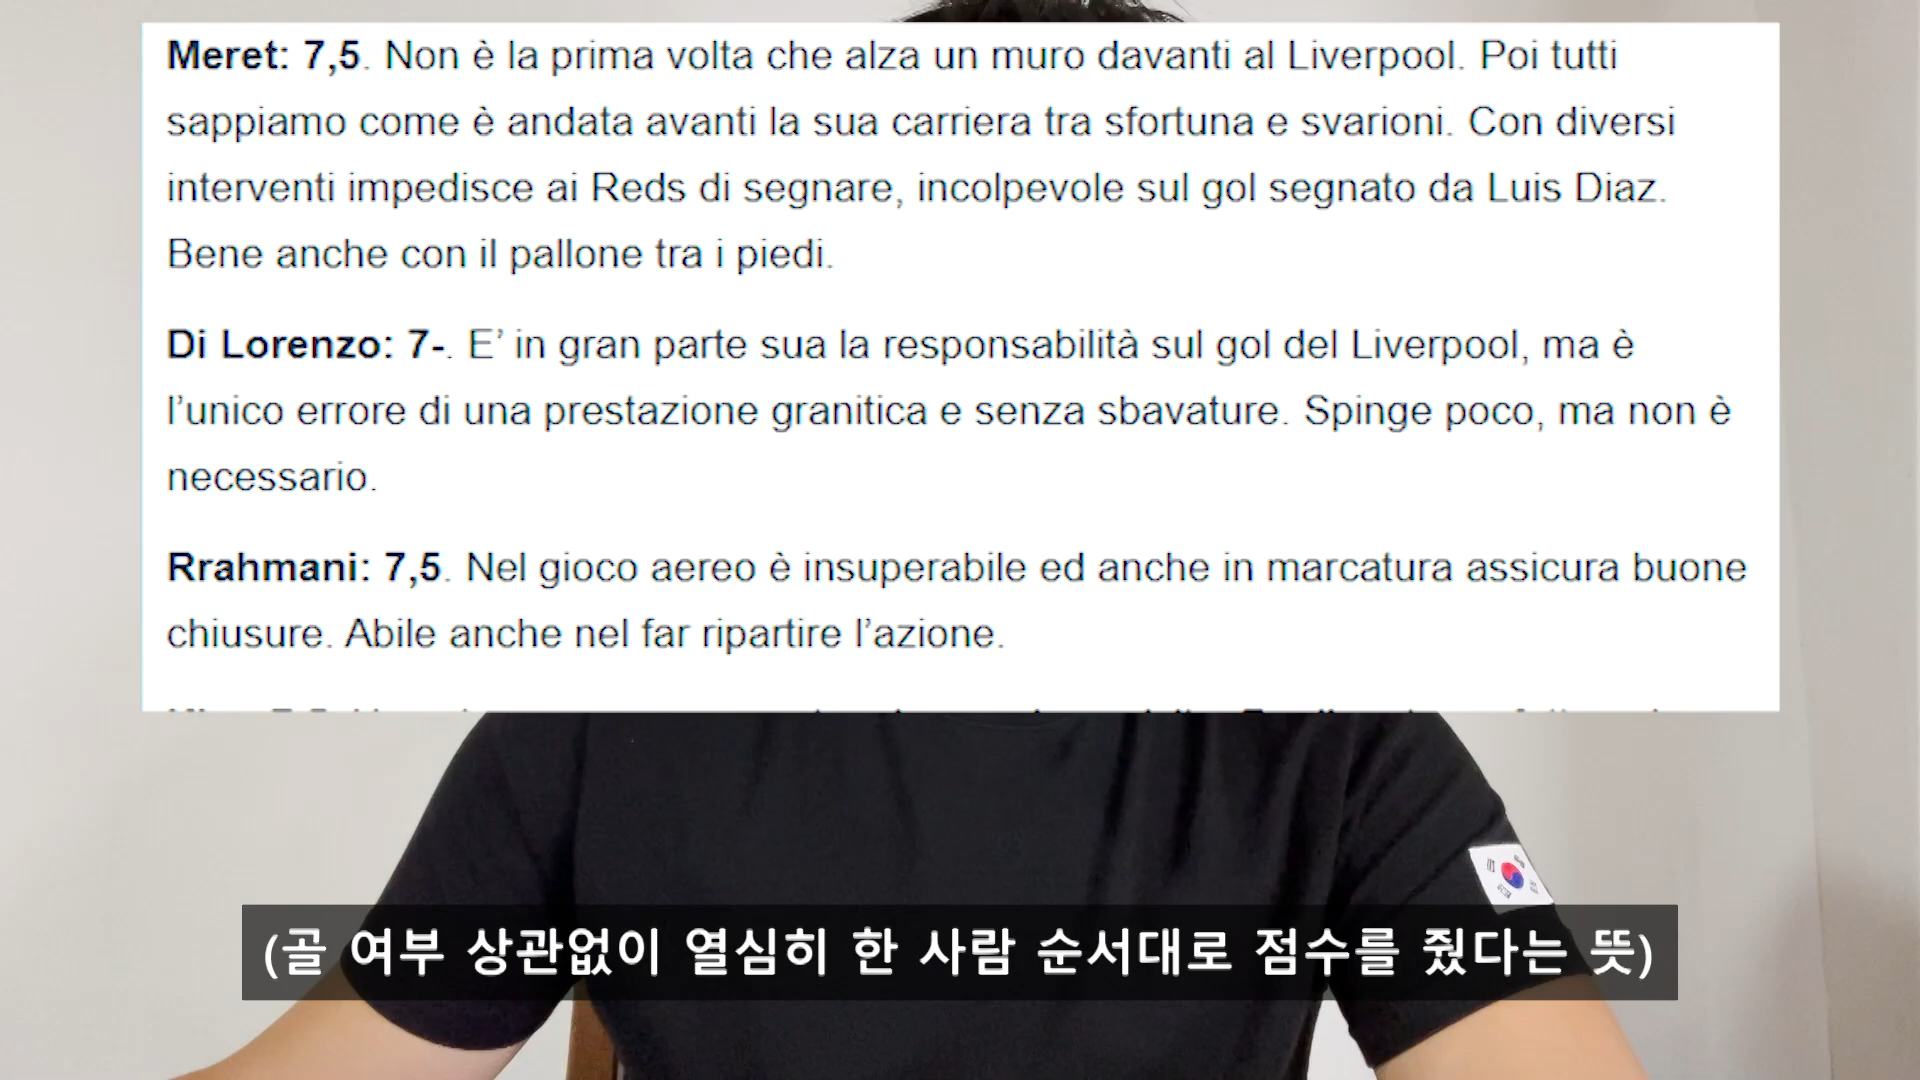 Meret: 7,5. Non è la prima volta che alza un muro davanti al Liverpool. Poi tutti
sappiamo come è andata avanti la sua carriera tra sfortuna e svarioni. Con diversi
interventi impedisce ai Reds di segnare, incolpevole sul gol segnato da Luis Diaz.
Bene anche con il pallone tra i piedi.
Di Lorenzo: 7-. E’ in gran parte sua la responsabilità sul gol del Liverpool, ma è
l’unico errore di una prestazione granitica e senza sbavature. Spinge poco, ma non è
necessario.
Rrahmani: 7,5. Nel gioco aereo è insuperabile ed anche in marcatura assicura buone
chiusure. Abile anche nel far ripartire l’azione.
(골 여부 상관없이 열심히 한 사람 순서대로 점수를 줬다는 뜻)